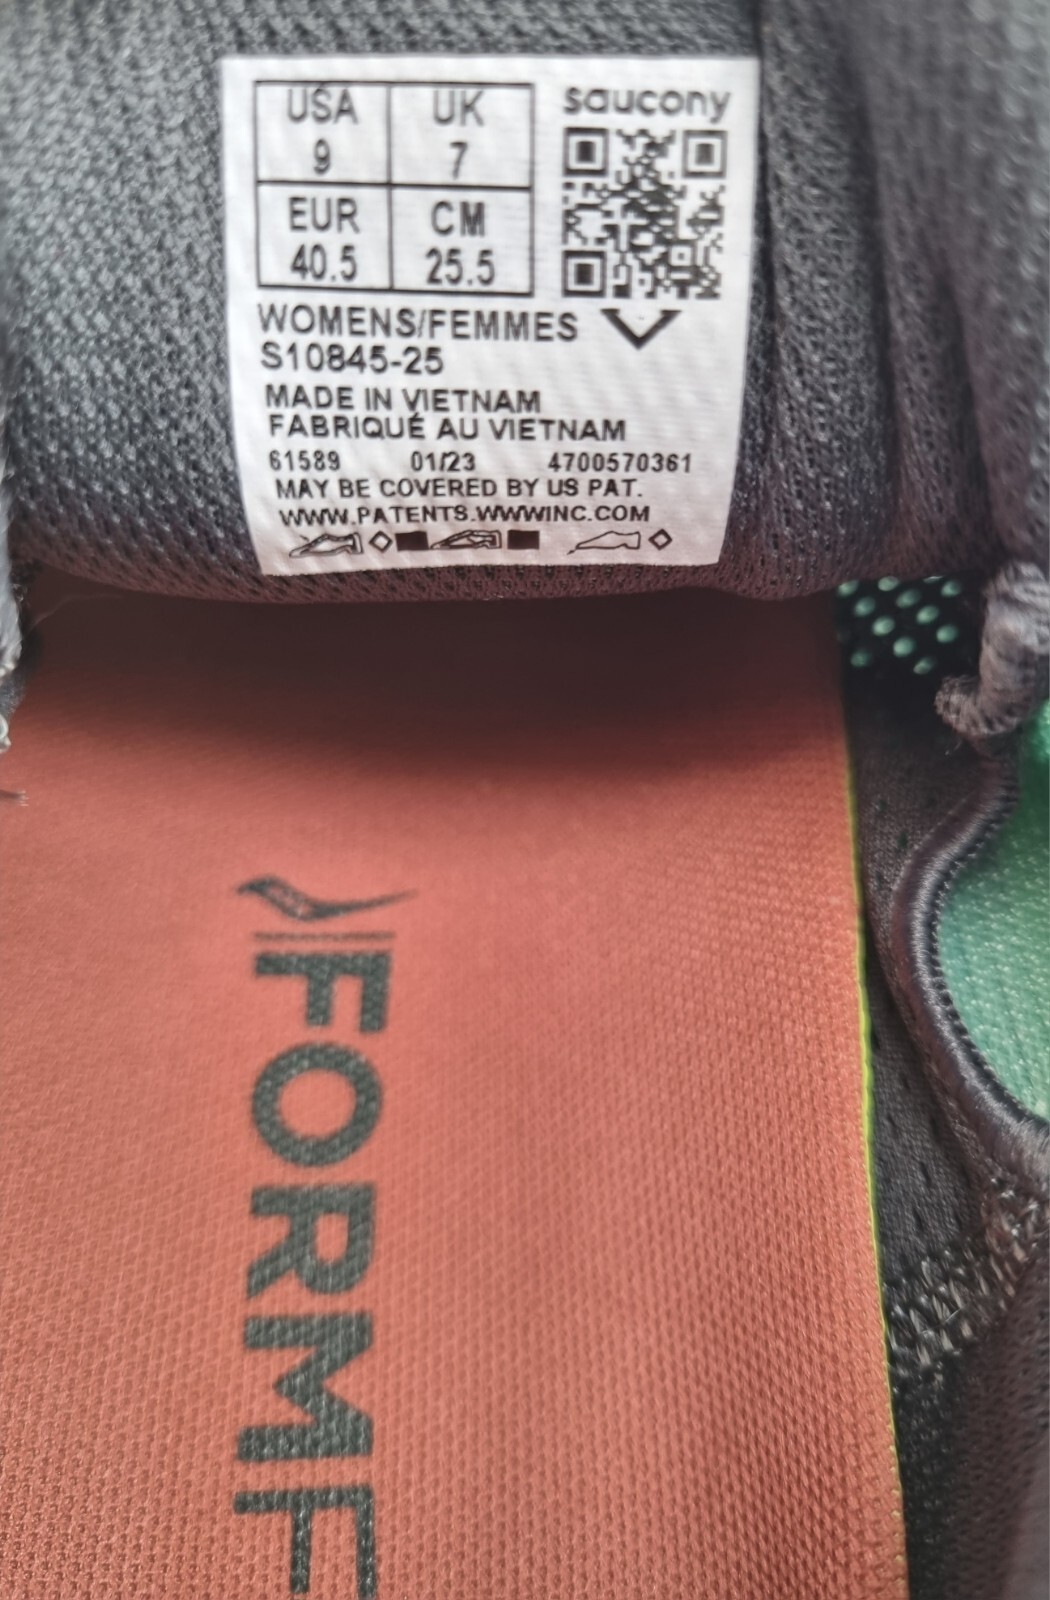 saucony
USA UK
9 7
EUR CM
40.5 25.5
WOMENS/FEMMES
S10845-25
MADE IN VIETNAM
FABRIQUÉ AU VIETNAM
61589 01/23 4700570361
MAY BE COVERED BY US PAT.
WWW.PATENTS.WWWINC.COM
FORMF